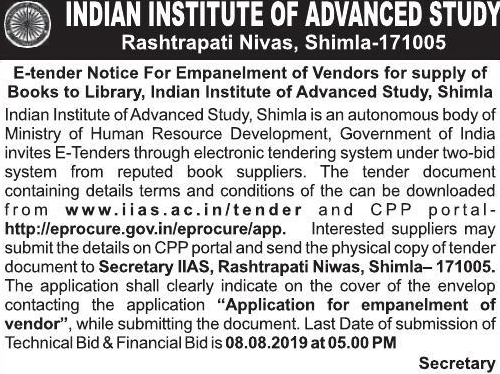 INDIAN INSTITUTE OF ADVANCED STUDY
Rashtrapati Nivas, Shimla-171005
E-tender Notice For Empanelment of Vendors for supply of
Books to Library, Indian Institute of Advanced Study, Shimla
Indian Institute of Advanced Study, Shimla is an autonomous body of
Ministry of Human Resource Development, Government of India
invites E-Tenders through electronic tendering system under two-bid
system from reputed book suppliers. The tender document
containing details terms and conditions of the can be downloaded
from www.iias.ac.in/tender and CPP portal-
http://eprocure.gov.in/eprocure/app. Interested suppliers may
submit the details on CPP portal and send the physical copy of tender
document to Secretary IIAS, Rashtrapati Niwas, Shimla– 171005.
The application shall clearly indicate on the cover of the envelop
contacting the application “Application for empanelment of
vendor”, while submitting the document. Last Date of submission of
Technical Bid & Financial Bid is 08.08.2019 at 05.00 PM
Secretary